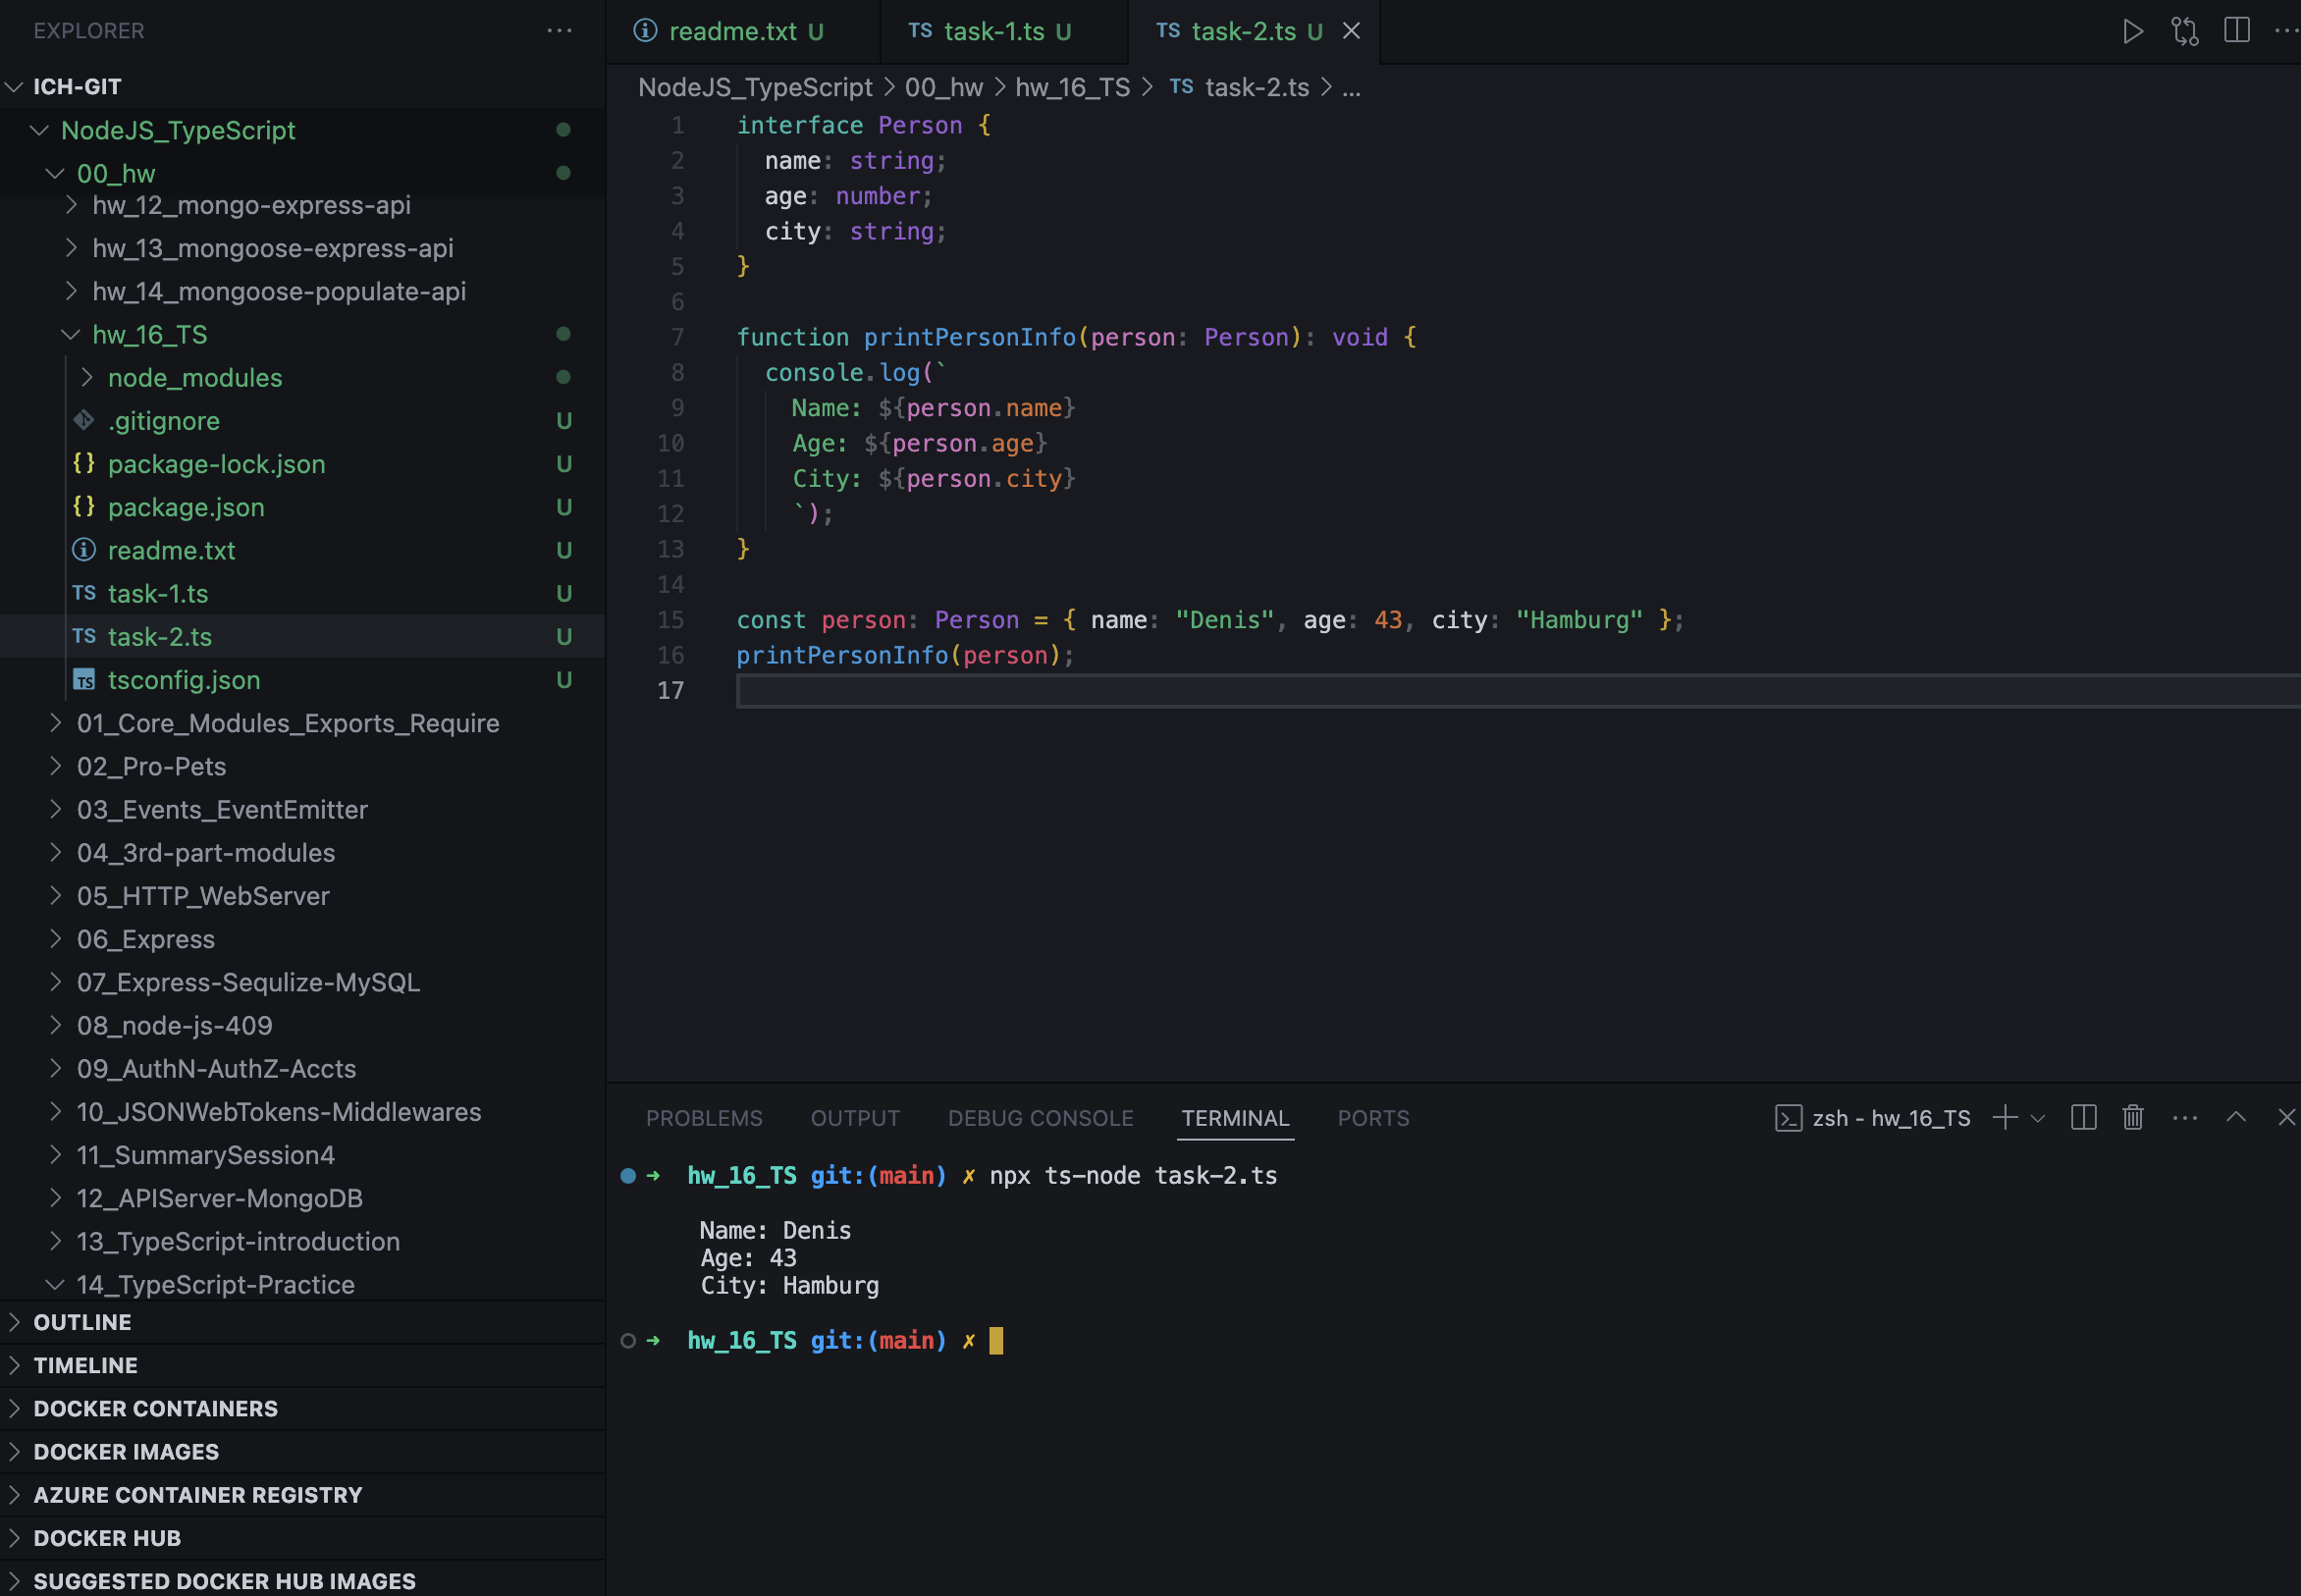 EXPLORER
ICH-GIT
NodeJS_TypeScript
00_hw
hw_12_mongo-express-api
hw_13_mongoose-express-api
hw_14_mongoose-populate-api
hw_16_TS
node_modules
.gitignore U
{} package-lock.json U
{} package.json U
readme.txt U
TS task-1.ts U
TS task-2.ts U
TS tsconfig.json U
01_Core_Modules_Exports_Require
02_Pro-Pets
03_Events_EventEmitter
04_3rd-part-modules
05_HTTP_WebServer
06_Express
07_Express-Sequlize-MySQL
08_node-js-409
09_AuthN-AuthZ-Accts
10_JSONWebTokens-Middlewares
11_SummarySession4
12_APIServer-MongoDB
13_TypeScript-introduction
14_TypeScript-Practice
OUTLINE
TIMELINE
DOCKER CONTAINERS
DOCKER IMAGES
AZURE CONTAINER REGISTRY
DOCKER HUB
SUGGESTED DOCKER HUB IMAGES
readme.txt U TS task-1.ts U TS task-2.ts U
NodeJS_TypeScript > 00_hw > hw_16_TS > TS task-2.ts > ...
1 interface Person {
2 name: string;
3 age: number;
4 city: string;
5 }
6
7 function printPersonInfo(person: Person): void {
8 console.log(`
9 Name: ${person.name}
10 Age: ${person.age}
11 City: ${person.city}
12 `);
13 }
14
15 const person: Person = { name: "Denis", age: 43, city: "Hamburg" };
16 printPersonInfo(person);
17
PROBLEMS OUTPUT DEBUG CONSOLE TERMINAL PORTS zsh - hw_16_TS
➜ hw_16_TS git:(main) ✗ npx ts-node task-2.ts
Name: Denis
Age: 43
City: Hamburg
➜ hw_16_TS git:(main) ✗